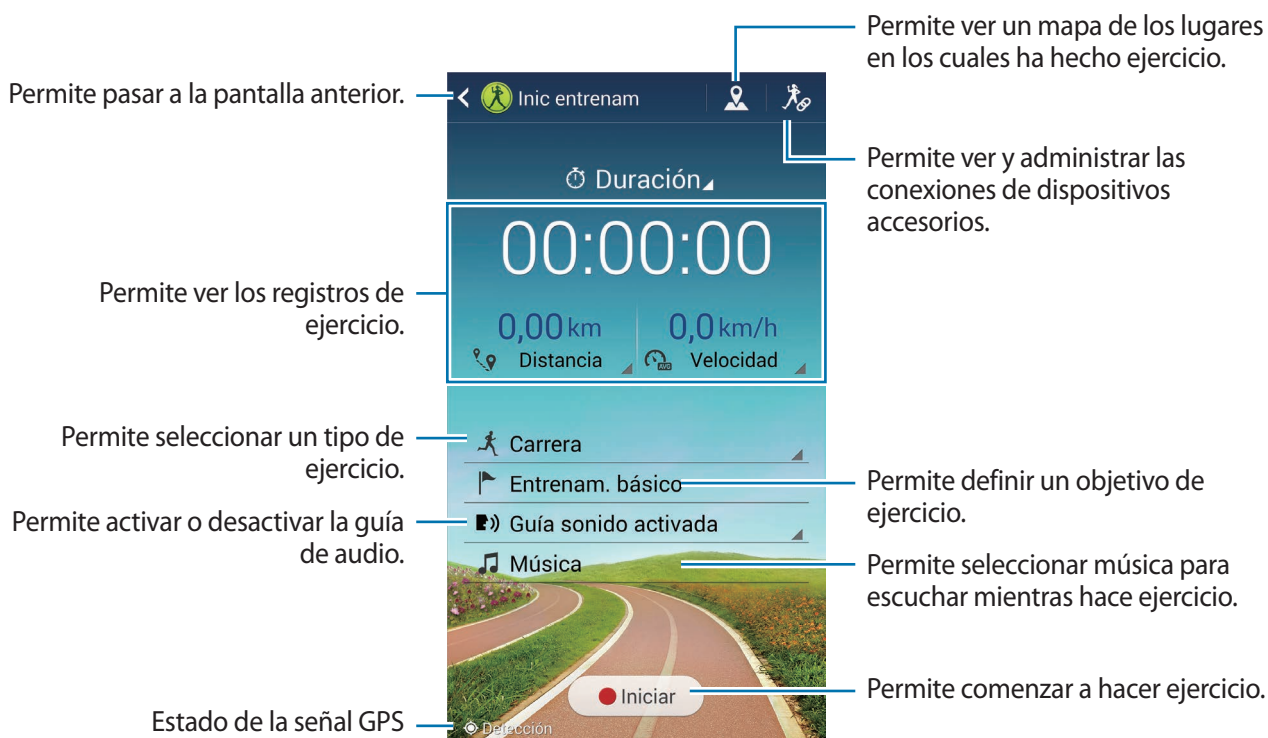 Permite ver un mapa de los lugares
en los cuales ha hecho ejercicio.
Permite pasar a la pantalla anterior.
Inic entrenam
Permite ver y administrar las
conexiones de dispositivos
accesorios.
Duración
00:00:00
Permite ver los registros de
ejercicio.
0,00 km
0,0 km/h
Distancia
AVG
Velocidad
Permite seleccionar un tipo de
ejercicio.
Carrera
Entrenam. básico
Permite definir un objetivo de
ejercicio.
Permite activar o desactivar la guía
de audio.
Guía sonido activada
Música
Permite seleccionar música para
escuchar mientras hace ejercicio.
Iniciar
Permite comenzar a hacer ejercicio.
Estado de la señal GPS
Detección